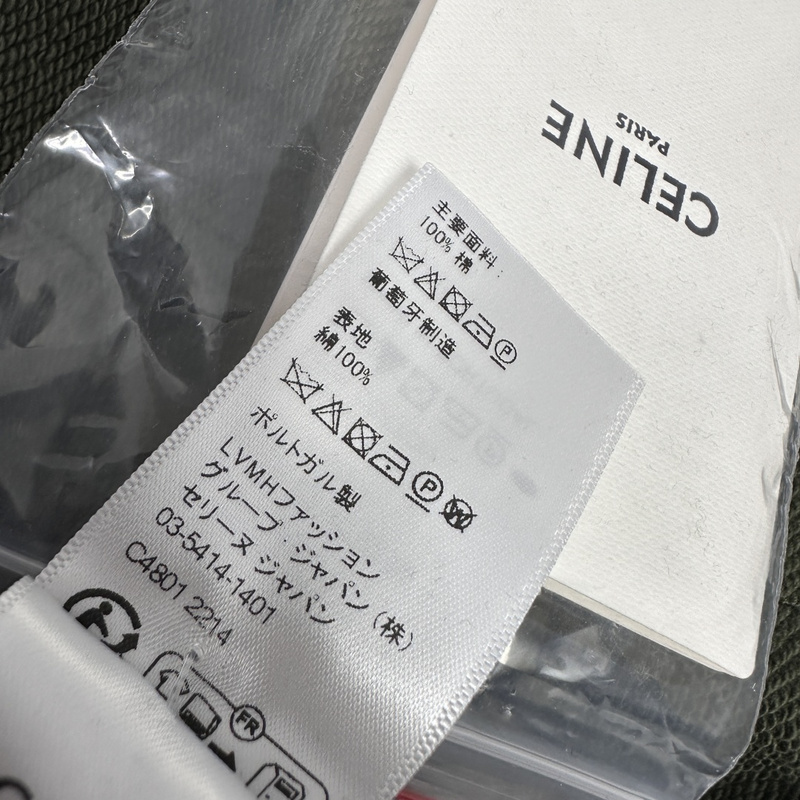 CELINE
PARIS
主要面料:
100% 棉
P
葡萄牙制造
表地
綿100%
P W
ポルトガル製
LVMHファッション
グループ・ジャパン(株)
セリーヌ ジャパン
03-5414-1401
C4801 2214
FR